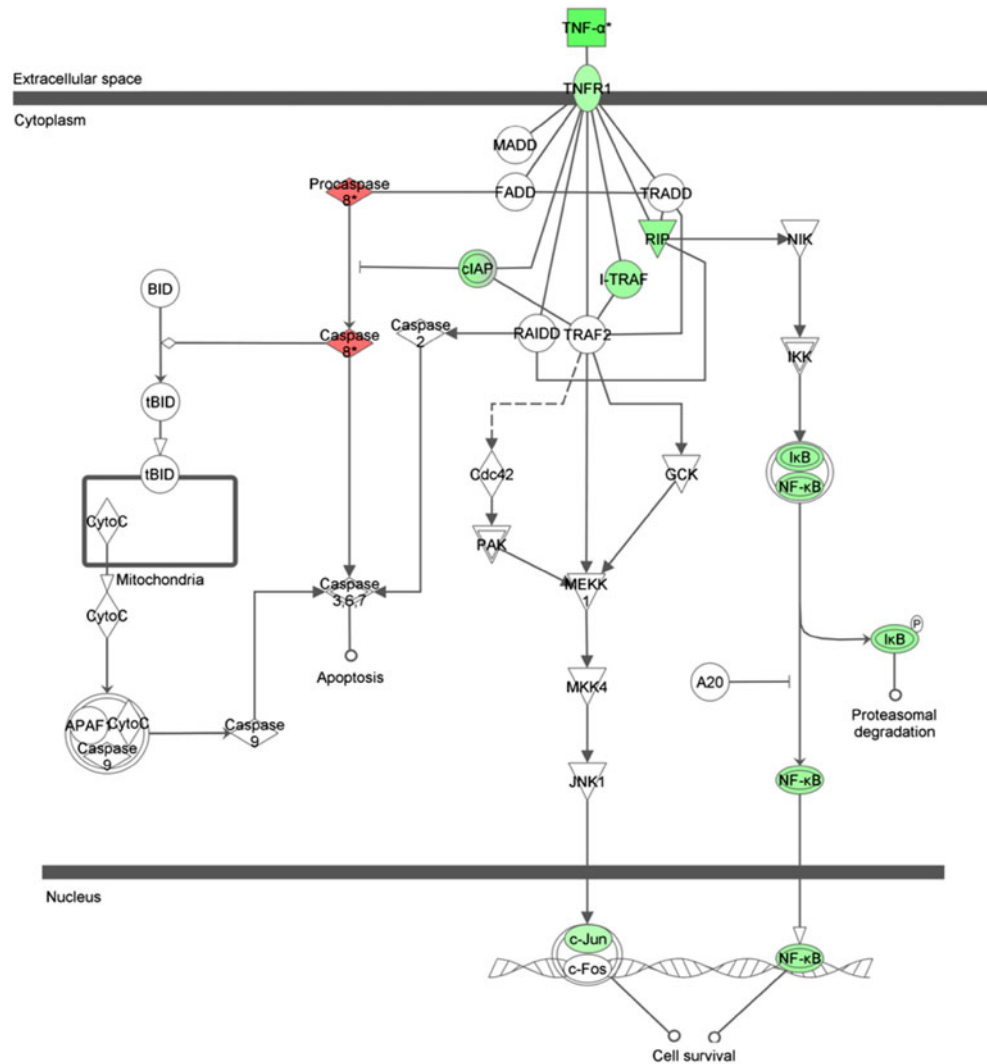 TNF-α*
Extracellular space
TNFR1
Cytoplasm
MADD
Procaspase
8*
FADD
TRADD
RIP
NIK
cIAP
I-TRAF
BID
Caspase
8*
Caspase
2
RAIDD
TRAF2
IKK
tBID
IκB
NF-κB
tBID
Cdc42
GCK
CytoC
PAK
Mitochondria
Caspase
3,6,7
MEKK
1
CytoC
P
IκB
Apoptosis
A20
MKK4
Proteasomal
degradation
APAF1
CytoC
Caspase
9
Caspase
9
JNK1
NF-κB
Nucleus
c-Jun
c-Fos
NF-κB
Cell survival